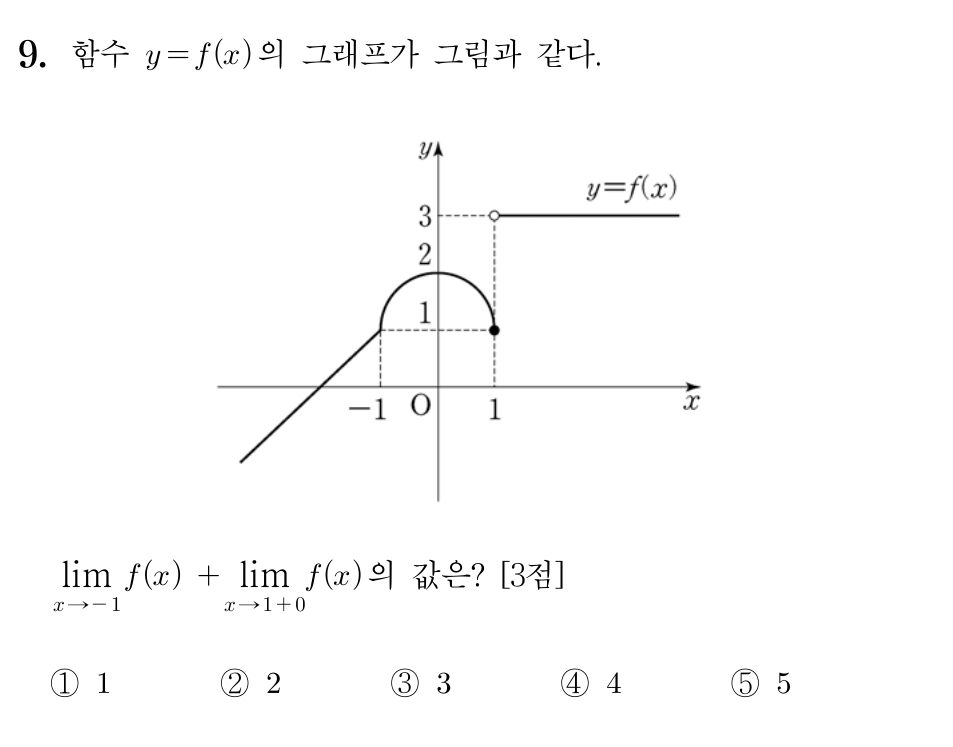 9. 함수 y=f(x)의 그래프가 그림과 같다.
y
y=f(x)
3
2
1
-1 O 1 x
lim f(x) + lim f(x)의 값은? [3점]
x→-1 x→1+0
① 1 ② 2 ③ 3 ④ 4 ⑤ 5